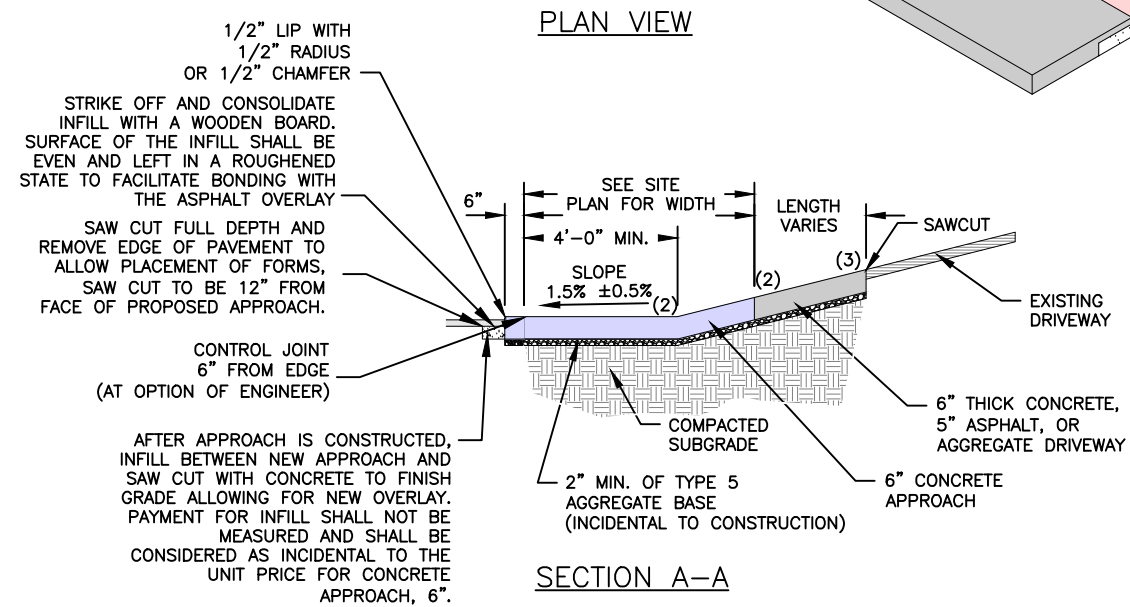 PLAN VIEW
1/2" LIP WITH
1/2" RADIUS
OR 1/2" CHAMFER
STRIKE OFF AND CONSOLIDATE
INFILL WITH A WOODEN BOARD.
SURFACE OF THE INFILL SHALL BE
EVEN AND LEFT IN A ROUGHENED
STATE TO FACILITATE BONDING WITH
THE ASPHALT OVERLAY
SAW CUT FULL DEPTH AND
REMOVE EDGE OF PAVEMENT TO
ALLOW PLACEMENT OF FORMS,
SAW CUT TO BE 12" FROM
FACE OF PROPOSED APPROACH.
CONTROL JOINT
6" FROM EDGE
(AT OPTION OF ENGINEER)
AFTER APPROACH IS CONSTRUCTED,
INFILL BETWEEN NEW APPROACH AND
SAW CUT WITH CONCRETE TO FINISH
GRADE ALLOWING FOR NEW OVERLAY.
PAYMENT FOR INFILL SHALL NOT BE
MEASURED AND SHALL BE
CONSIDERED AS INCIDENTAL TO THE
UNIT PRICE FOR CONCRETE
APPROACH, 6".
6"
SEE SITE
PLAN FOR WIDTH
4'-0" MIN.
SLOPE
1.5% ±0.5%
(2)
(2)
LENGTH
VARIES
(3)
SAWCUT
EXISTING
DRIVEWAY
6" THICK CONCRETE,
5" ASPHALT, OR
AGGREGATE DRIVEWAY
6" CONCRETE
APPROACH
COMPACTED
SUBGRADE
2" MIN. OF TYPE 5
AGGREGATE BASE
(INCIDENTAL TO CONSTRUCTION)
SECTION A-A